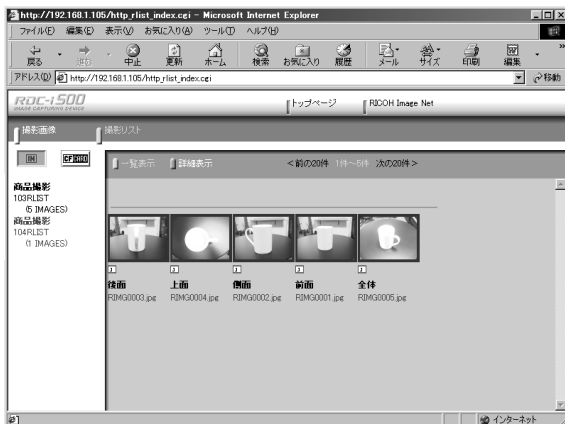 http://192.168.1.105/http_rlist_index.cgi - Microsoft Internet Explorer
ファイル(F) 編集(E) 表示(V) お気に入り(A) ツール(T) ヘルプ(H)
戻る 進む 中止 更新 ホーム 検索 お気に入り 履歴 メール サイズ 印刷 編集 »
アドレス(D) http://192.168.1.105/http_rlist_index.cgi 移動
RDC-i500
IMAGE CAPTURING DEVICE
トップページ RICOH Image Net
撮影画像 撮影リスト
IN CF CARD
一覧表示 詳細表示 <前の20件 1件~5件 次の20件>
商品撮影
103RLIST
(5 IMAGES)
商品撮影
104RLIST
(1 IMAGES)
後面 上面 側面 前面 全体
RIMG0003.jpg RIMG0004.jpg RIMG0002.jpg RIMG0001.jpg RIMG0005.jpg
インターネット